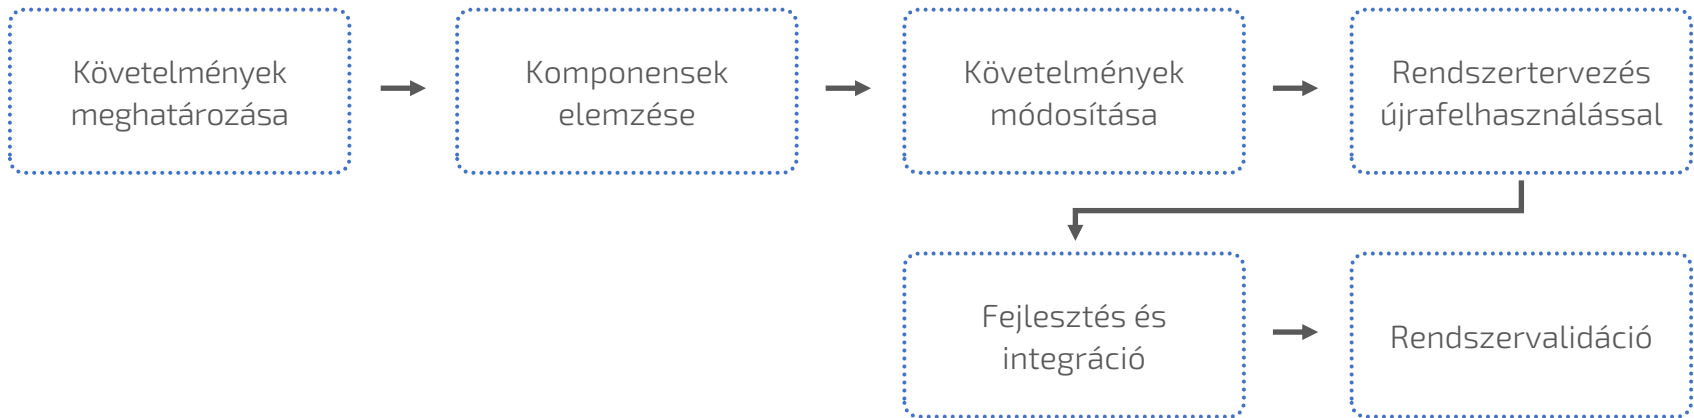 Követelmények
meghatározása
Komponensek
elemzése
Követelmények
módosítása
Rendszertervezés
újrafelhasználással
Fejlesztés és
integráció
Rendszervalidáció